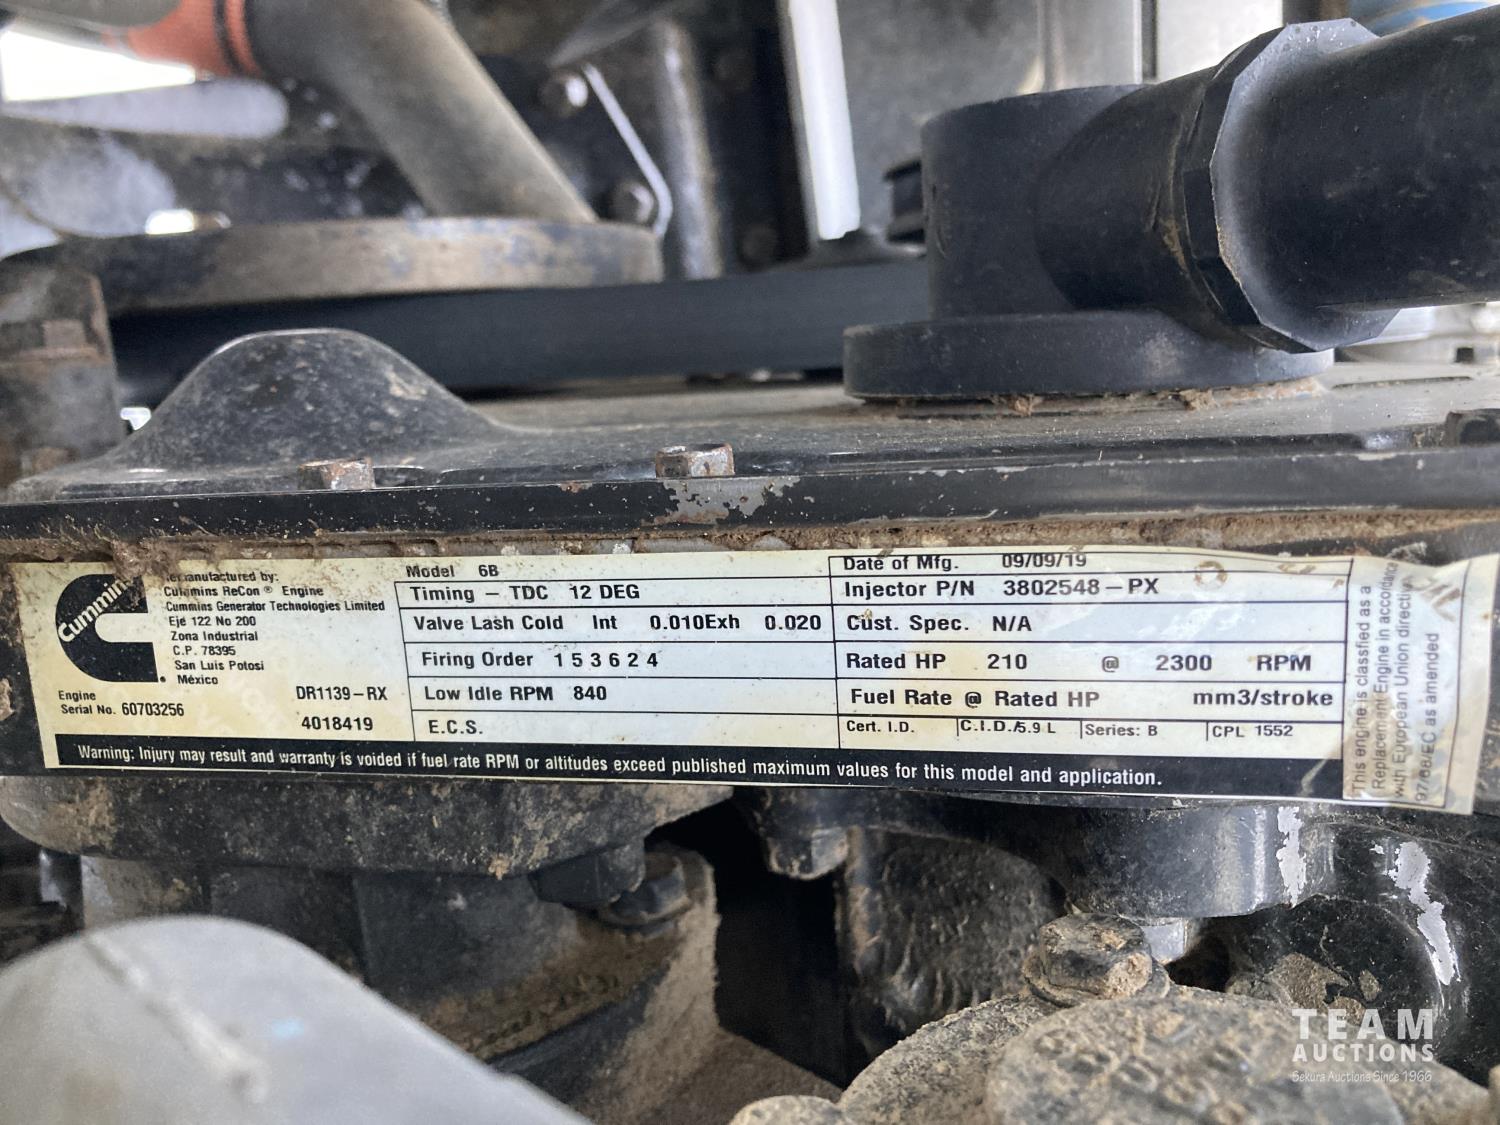 Cummins
Remanufactured by:
Cummins ReCon ® Engine
Cummins Generator Technologies Limited
Eje 122 No 200
Zona Industrial
C.P. 78395
San Luis Potosi
México
Engine
Serial No. 60703256
DR1139-RX
4018419
Model 6B
Timing - TDC 12 DEG
Valve Lash Cold Int 0.010Exh 0.020
Firing Order 1 5 3 6 2 4
Low Idle RPM 840
E.C.S.
Date of Mfg. 09/09/19
Injector P/N 3802548-PX
Cust. Spec. N/A
Rated HP 210 @ 2300 RPM
Fuel Rate @ Rated HP mm3/stroke
Cert. I.D. C.I.D./5.9 L Series: B CPL 1552
Warning: Injury may result and warranty is voided if fuel rate RPM or altitudes exceed published maximum values for this model and application.
This engine is classfied as a
Replacement Engine in accordance
with European Union directive
97/68/EC as amended
TEAM
AUCTIONS
Sekura Auctions Since 1966